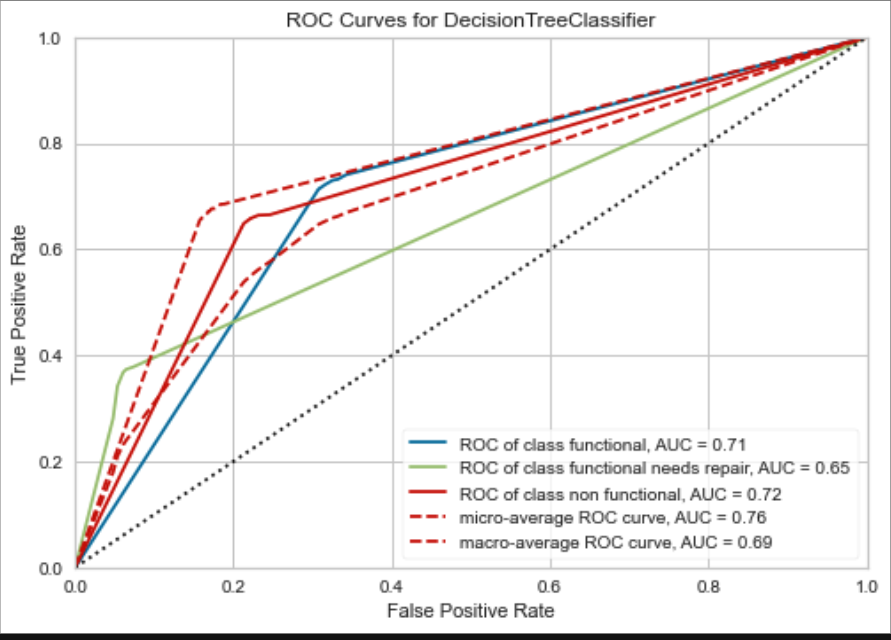 ROC Curves for DecisionTreeClassifier
True Positive Rate
1.0
0.8
0.6
0.4
0.2
0.0
ROC of class functional, AUC = 0.71
ROC of class functional needs repair, AUC = 0.65
ROC of class non functional, AUC = 0.72
micro-average ROC curve, AUC = 0.76
macro-average ROC curve, AUC = 0.69
0.0 0.2 0.4 0.6 0.8 1.0
False Positive Rate